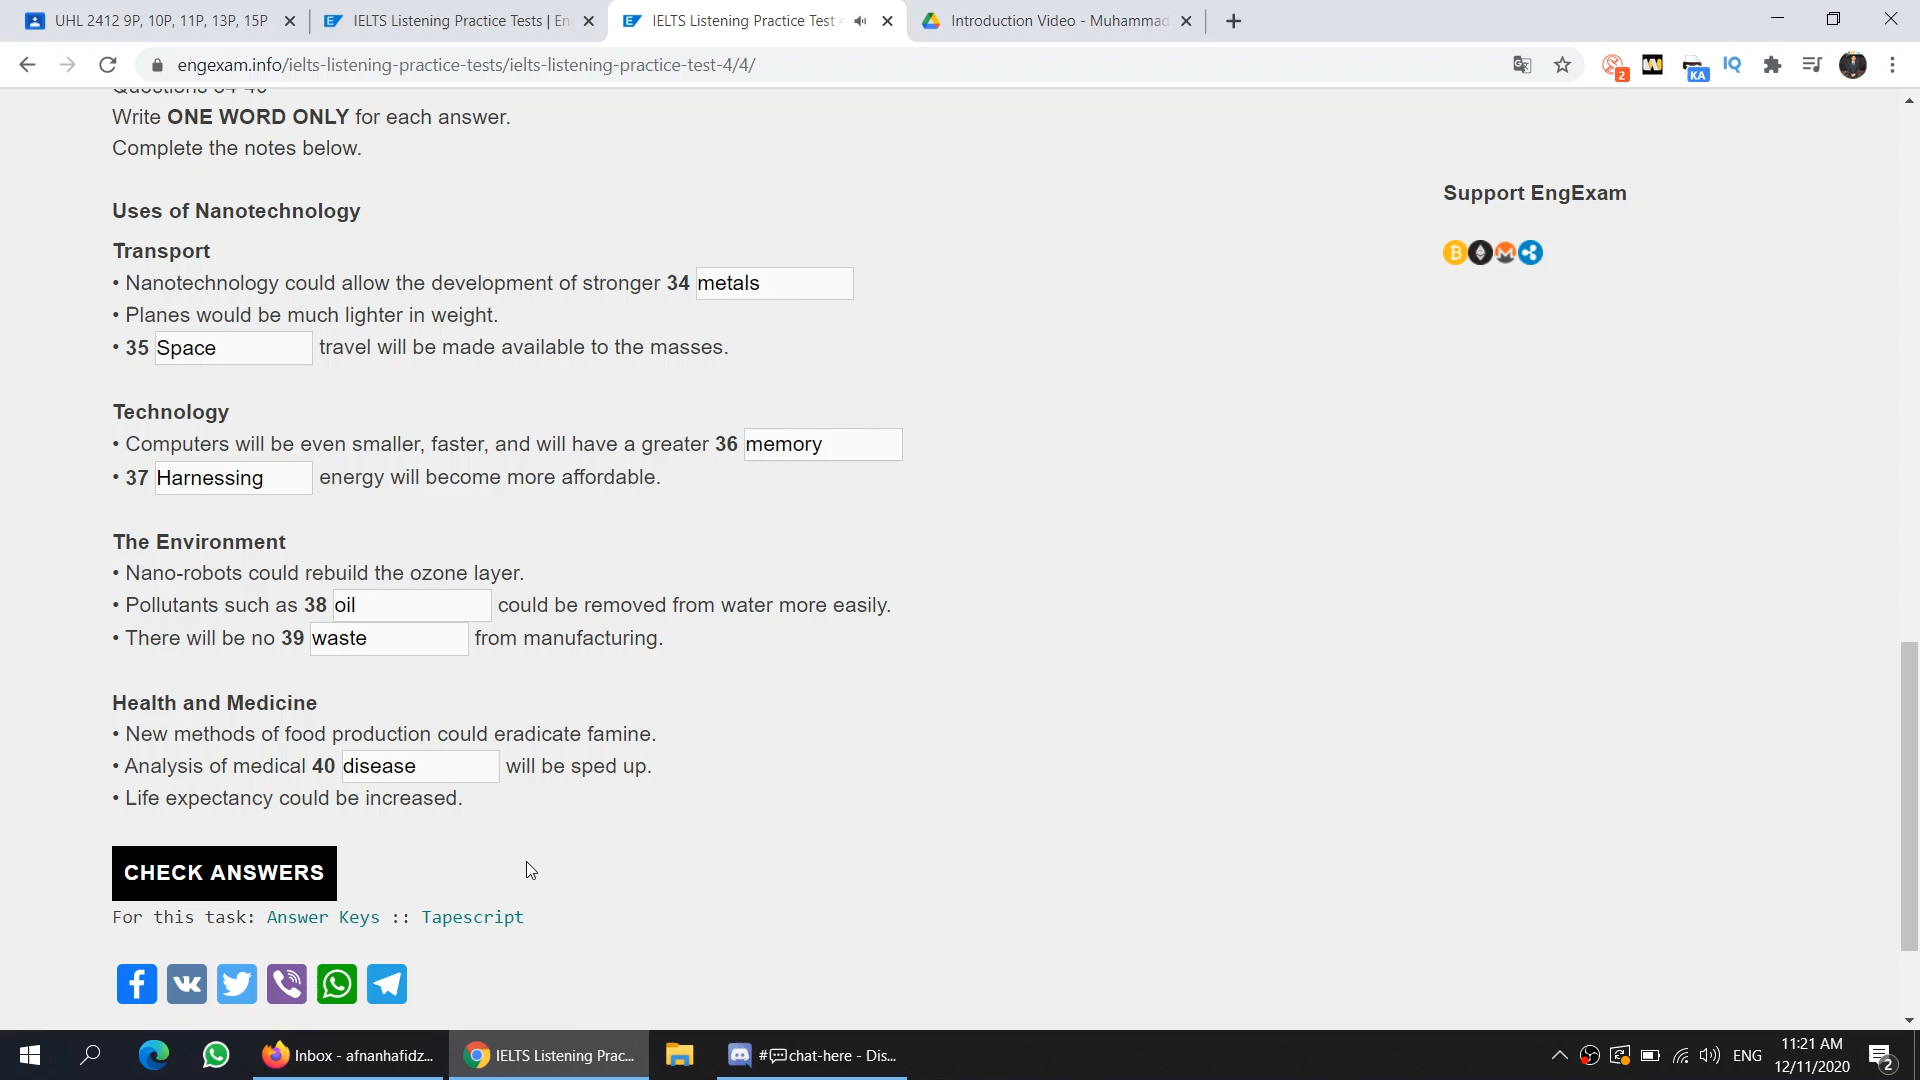 UHL 2412 9P, 10P, 11P, 13P, 15P
IELTS Listening Practice Tests | En
IELTS Listening Practice Test 4
Introduction Video - Muhammad
engexam.info/ielts-listening-practice-tests/ielts-listening-practice-test-4/4/
2
KA
IQ
Questions 34-40
Write ONE WORD ONLY for each answer.
Complete the notes below.
Support EngExam
Uses of Nanotechnology
Transport
• Nanotechnology could allow the development of stronger 34 metals
• Planes would be much lighter in weight.
• 35 Space travel will be made available to the masses.
Technology
• Computers will be even smaller, faster, and will have a greater 36 memory
• 37 Harnessing energy will become more affordable.
The Environment
• Nano-robots could rebuild the ozone layer.
• Pollutants such as 38 oil could be removed from water more easily.
• There will be no 39 waste from manufacturing.
Health and Medicine
• New methods of food production could eradicate famine.
• Analysis of medical 40 disease will be sped up.
• Life expectancy could be increased.
CHECK ANSWERS
For this task: Answer Keys :: Tapescript
Inbox - afnanhafidz...
IELTS Listening Prac...
#💬chat-here - Dis...
ENG
11:21 AM
12/11/2020
2